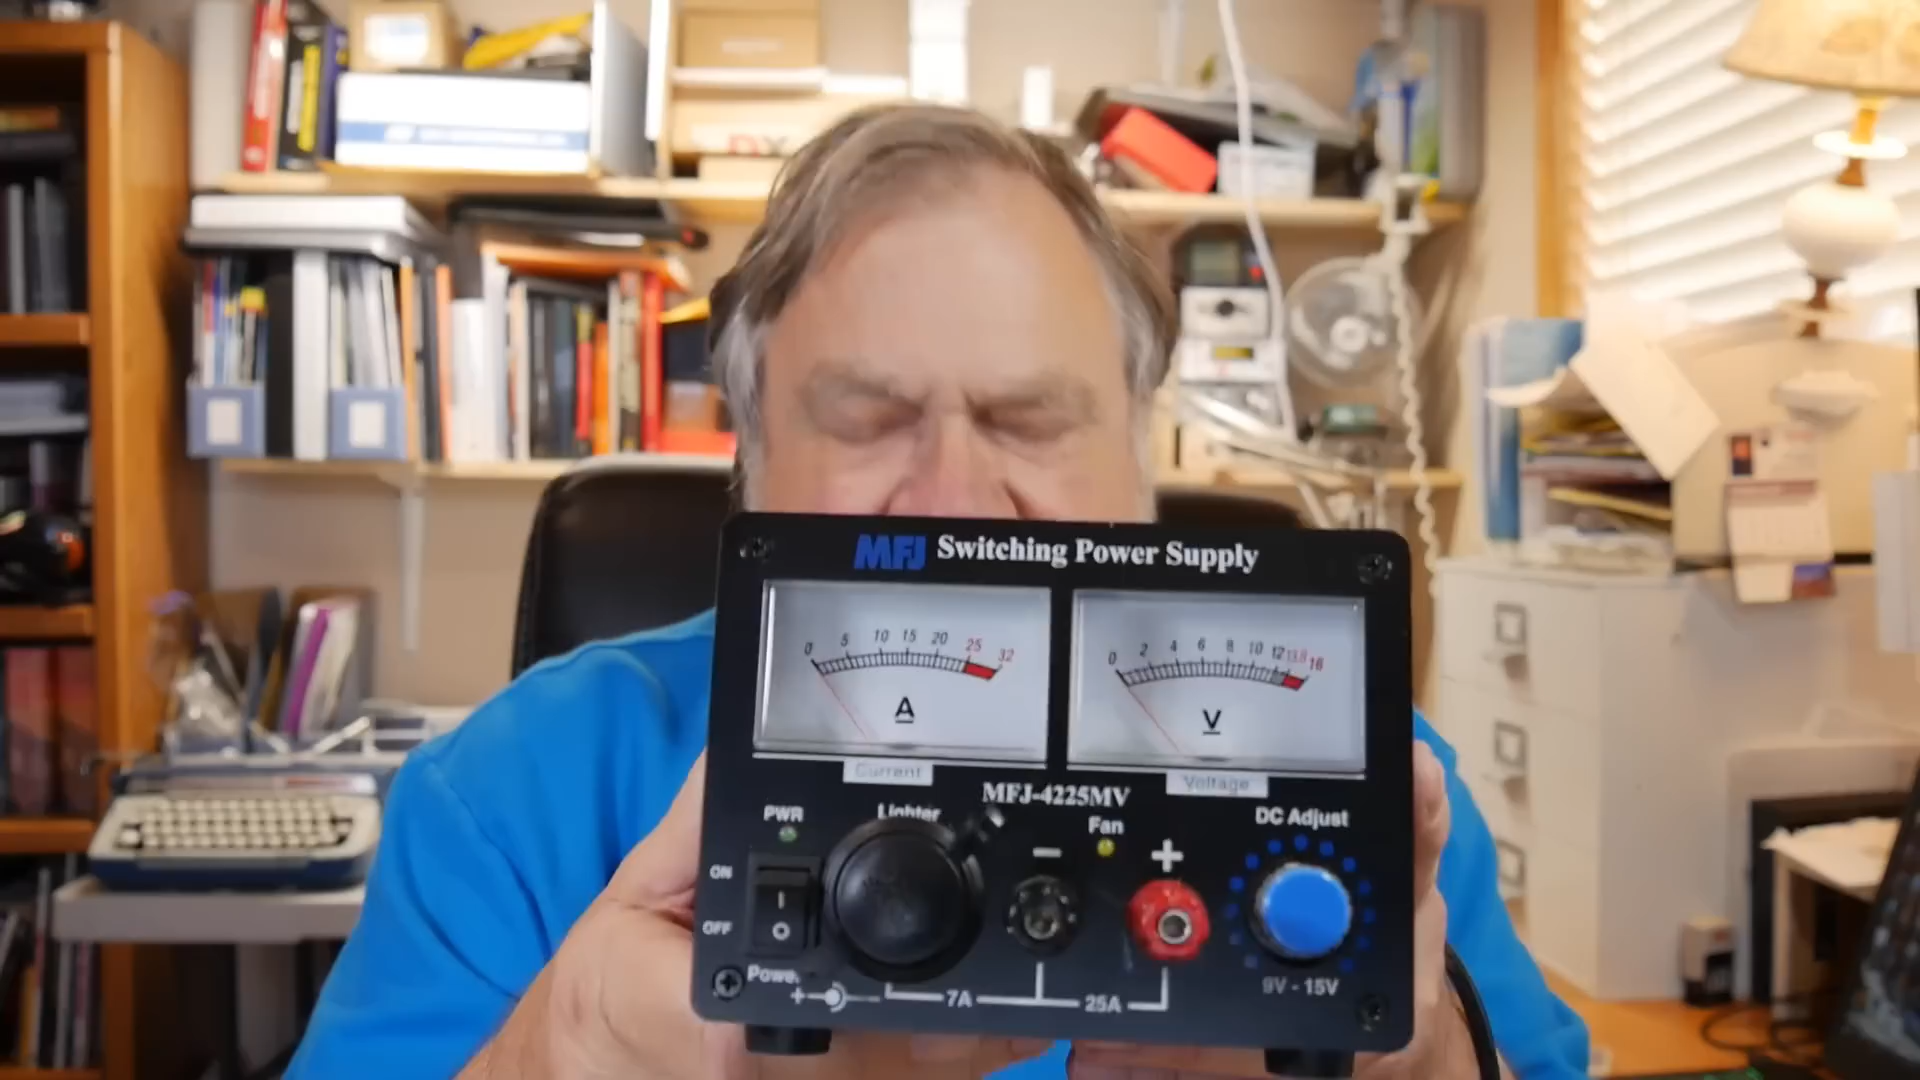 DX
MFJ Switching Power Supply
0 5 10 15 20 25 32
A
0 2 4 6 8 10 12 13.8 16
V
Current
Voltage
MFJ-4225MV
PWR
Lighter
Fan
DC Adjust
ON
OFF
I
O
− +
Power
+
7A
25A
9V - 15V